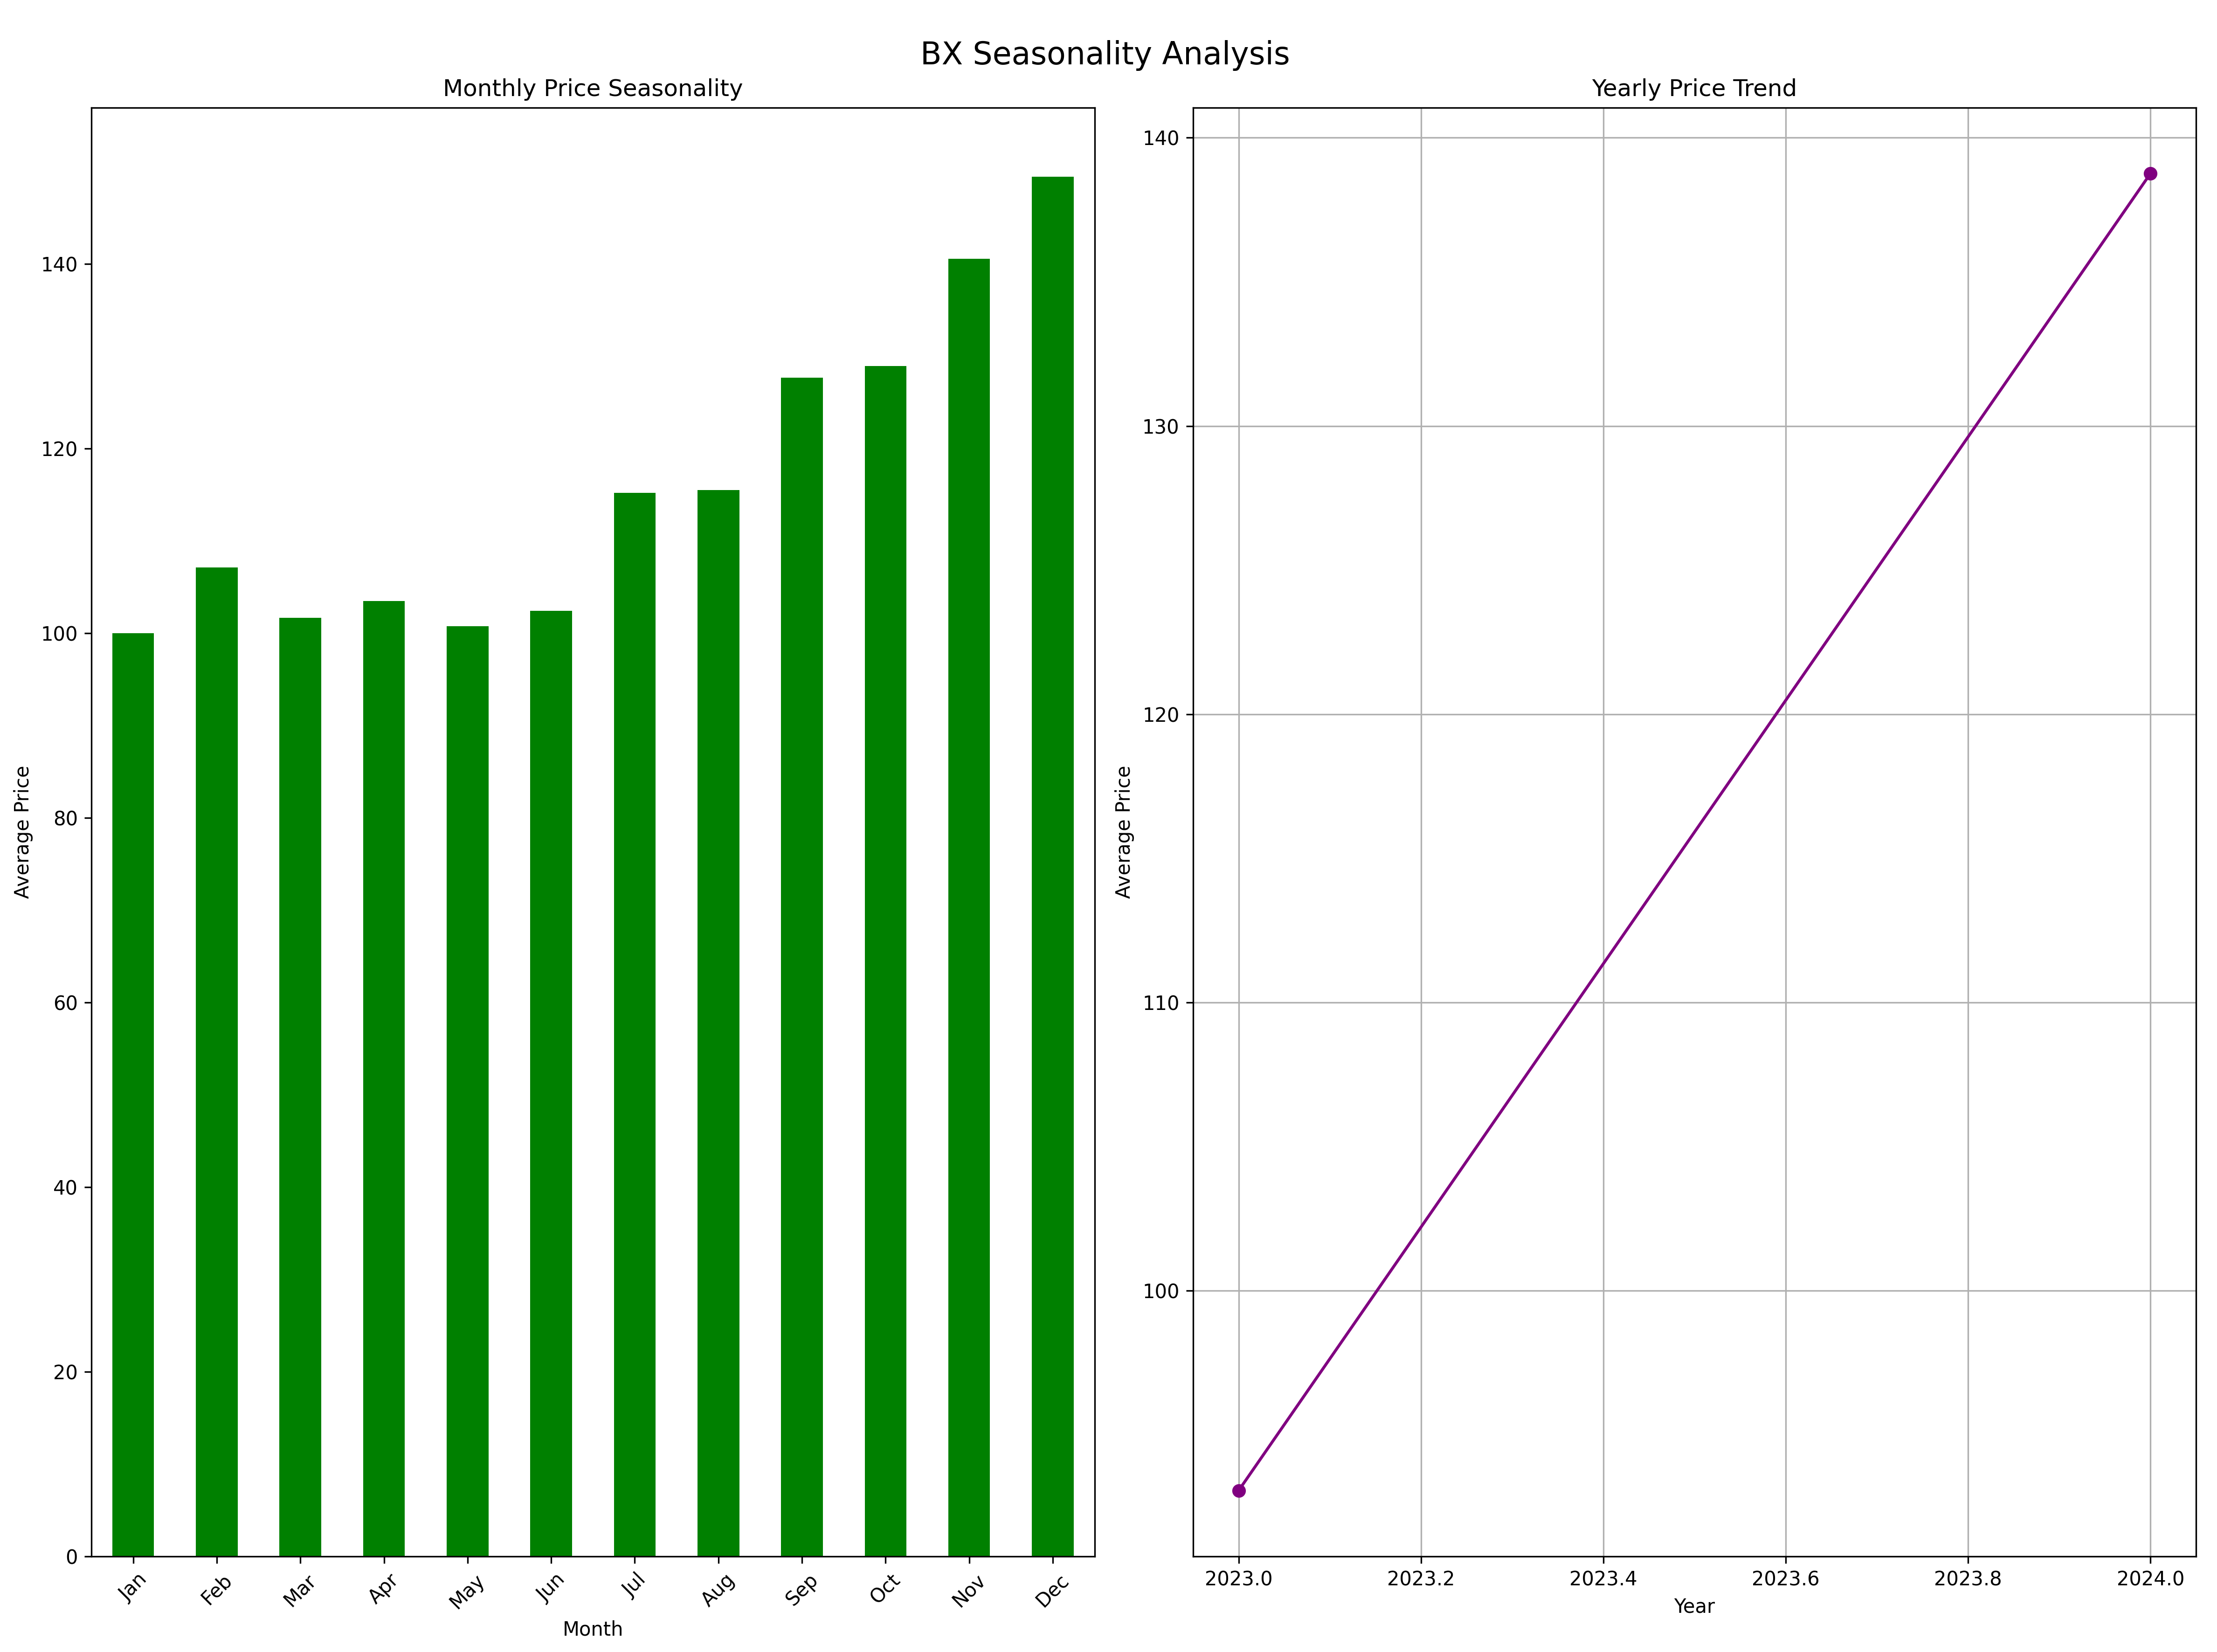 BX Seasonality Analysis
Monthly Price Seasonality
Average Price
140
120
100
80
60
40
20
0
Jan
Feb
Mar
Apr
May
Jun
Jul
Aug
Sep
Oct
Nov
Dec
Month
Yearly Price Trend
Average Price
140
130
120
110
100
2023.0
2023.2
2023.4
2023.6
2023.8
2024.0
Year